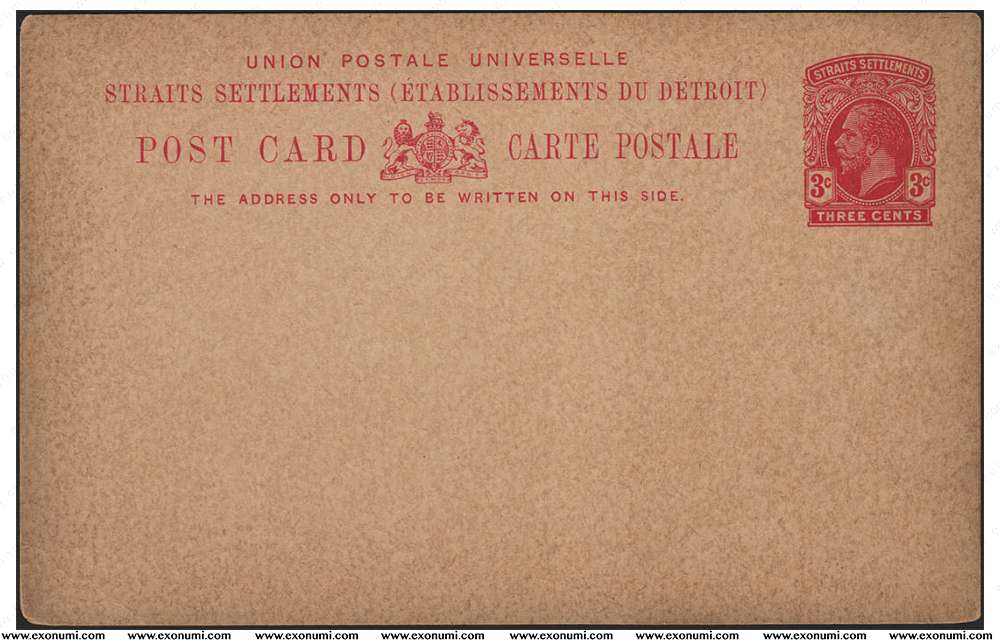 UNION POSTALE UNIVERSELLE
STRAITS SETTLEMENTS (ÉTABLISSEMENTS DU DÉTROIT)
POST CARD CARTE POSTALE
THE ADDRESS ONLY TO BE WRITTEN ON THIS SIDE.
STRAITS SETTLEMENTS
3c 3c
THREE CENTS
www.exonumi.com www.exonumi.com www.exonumi.com www.exonumi.com www.exonumi.com www.exonumi.com www.exonumi.com www.exonumi.com